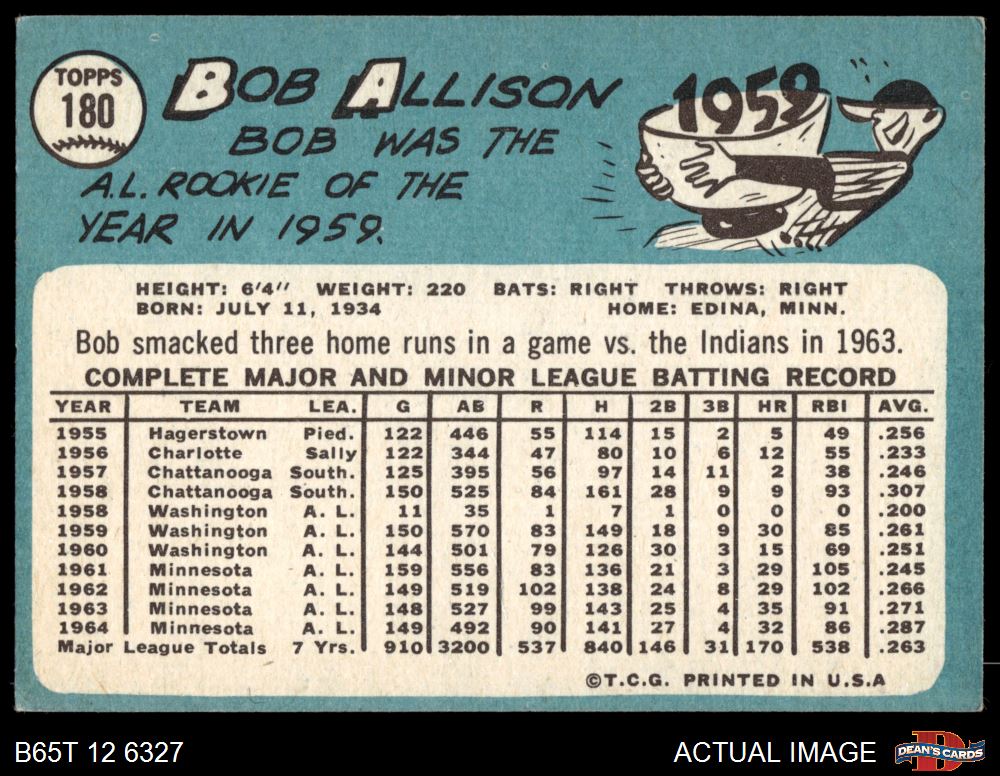 TOPPS
180
BOB ALLISON
BOB WAS THE
A.L. ROOKIE OF THE
YEAR IN 1959.
1959
HEIGHT: 6'4" WEIGHT: 220 BATS: RIGHT THROWS: RIGHT
BORN: JULY 11, 1934 HOME: EDINA, MINN.
Bob smacked three home runs in a game vs. the Indians in 1963.
COMPLETE MAJOR AND MINOR LEAGUE BATTING RECORD
YEAR TEAM LEA. G AB R H 2B 3B HR RBI AVG.
1955 Hagerstown Pied. 122 446 55 114 15 2 5 49 .256
1956 Charlotte Sally 122 344 47 80 10 6 12 55 .233
1957 Chattanooga South. 125 395 56 97 14 11 2 38 .246
1958 Chattanooga South. 150 525 84 161 28 9 9 93 .307
1958 Washington A. L. 11 35 1 7 1 0 0 0 .200
1959 Washington A. L. 150 570 83 149 18 9 30 85 .261
1960 Washington A. L. 144 501 79 126 30 3 15 69 .251
1961 Minnesota A. L. 159 556 83 136 21 3 29 105 .245
1962 Minnesota A. L. 149 519 102 138 24 8 29 102 .266
1963 Minnesota A. L. 148 527 99 143 25 4 35 91 .271
1964 Minnesota A. L. 149 492 90 141 27 4 32 86 .287
Major League Totals 7 Yrs. 910 3200 537 840 146 31 170 538 .263
©T.C.G. PRINTED IN U.S.A
B65T 12 6327 ACTUAL IMAGE
DEAN'S CARDS